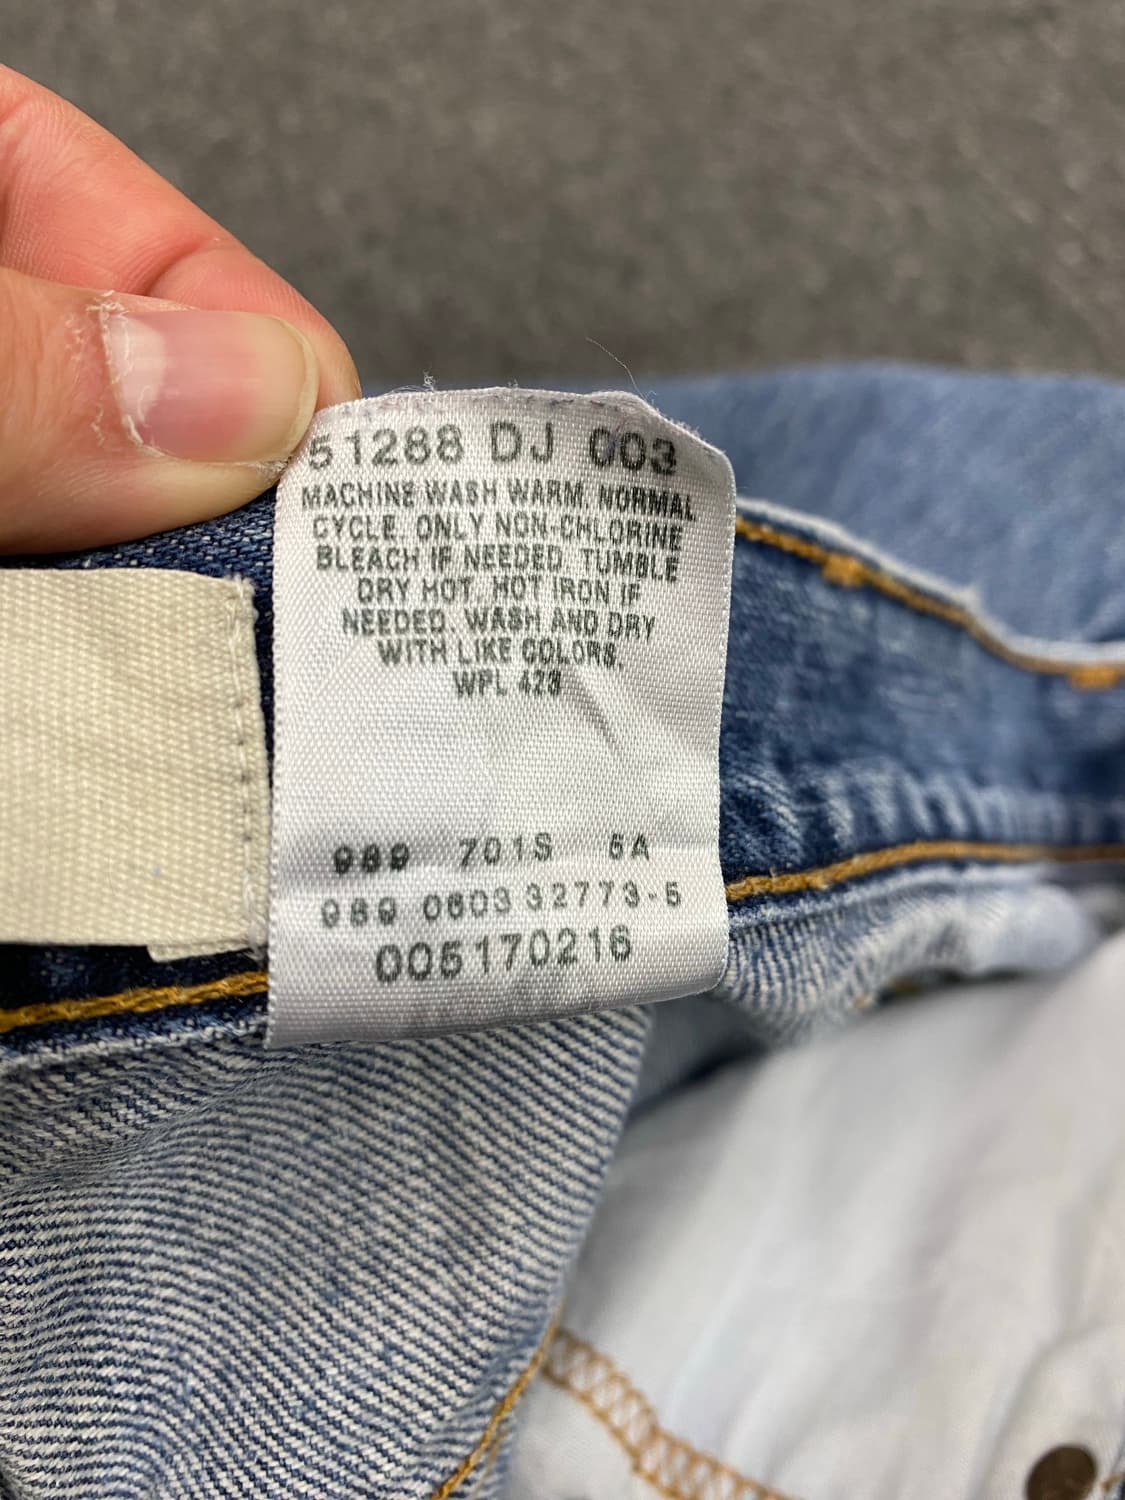 51288 DJ 003
MACHINE WASH WARM. NORMAL
CYCLE. ONLY NON-CHLORINE
BLEACH IF NEEDED. TUMBLE
DRY HOT. HOT IRON IF
NEEDED. WASH AND DRY
WITH LIKE COLORS.
WPL 423
989 701S 5A
989 0603 32773-5
005170216